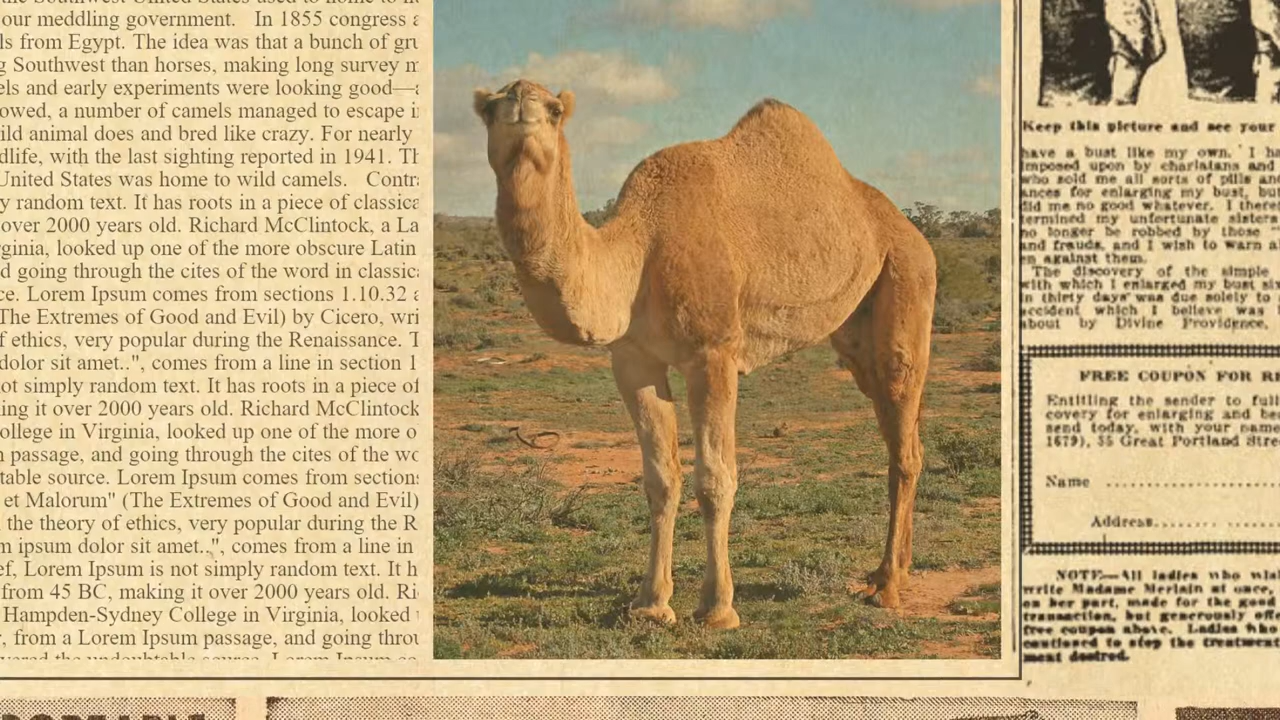 our meddling government. In 1855 congress
ls from Egypt. The idea was that a bunch of
g Southwest than horses, making long survey
els and early experiments were looking good—
owed, a number of camels managed to escape
ild animal does and bred like crazy. For nearly
dlife, with the last sighting reported in 1941.
United States was home to wild camels.
y random text. It has roots in a piece of classica
over 2000 years old. Richard McClintock, a La
rginia, looked up one of the more obscure Latin
d going through the cites of the word in classic
ce. Lorem Ipsum comes from sections 1.10.32
The Extremes of Good and Evil) by Cicero, wri
f ethics, very popular during the Renaissance. T
dolor sit amet..", comes from a line in section 1
not simply random text. It has roots in a piece of
ing it over 2000 years old. Richard McClintock
ollege in Virginia, looked up one of the more o
n passage, and going through the cites of the wo
table source. Lorem Ipsum comes from section
et Malorum" (The Extremes of Good and Evil)
the theory of ethics, very popular during the R
m ipsum dolor sit amet..", comes from a line in
ef, Lorem Ipsum is not simply random text. It h
from 45 BC, making it over 2000 years old. Ri
Hampden-Sydney College in Virginia, looked
, from a Lorem Ipsum passage, and going throu
Keep this picture and see your
have a bust like my own. I ha
imposed upon by charlatans and
who sold me all sorts of pills and
ances for enlarging my bust, but
did me no good whatever. I there
termined my unfortunate sisters
no longer be robbed by those "
and frauds, and I wish to warn a
en against them.
The discovery of the simple
with which I enlarged my bust six
in thirty days was due solely to
accident which I believe was
about by Divine Providence,
FREE COUPON FOR RE
Entitling the sender to full
covery for enlarging and be
send today, with your name
1679), 55 Great Portland Stre
Name
Address
NOTE—All ladies who wis
write Madame Merlain at once,
on her part, made for the good
transaction, but generously offe
free coupon above. Ladies who
cautioned to stop the treatment
ment desired.